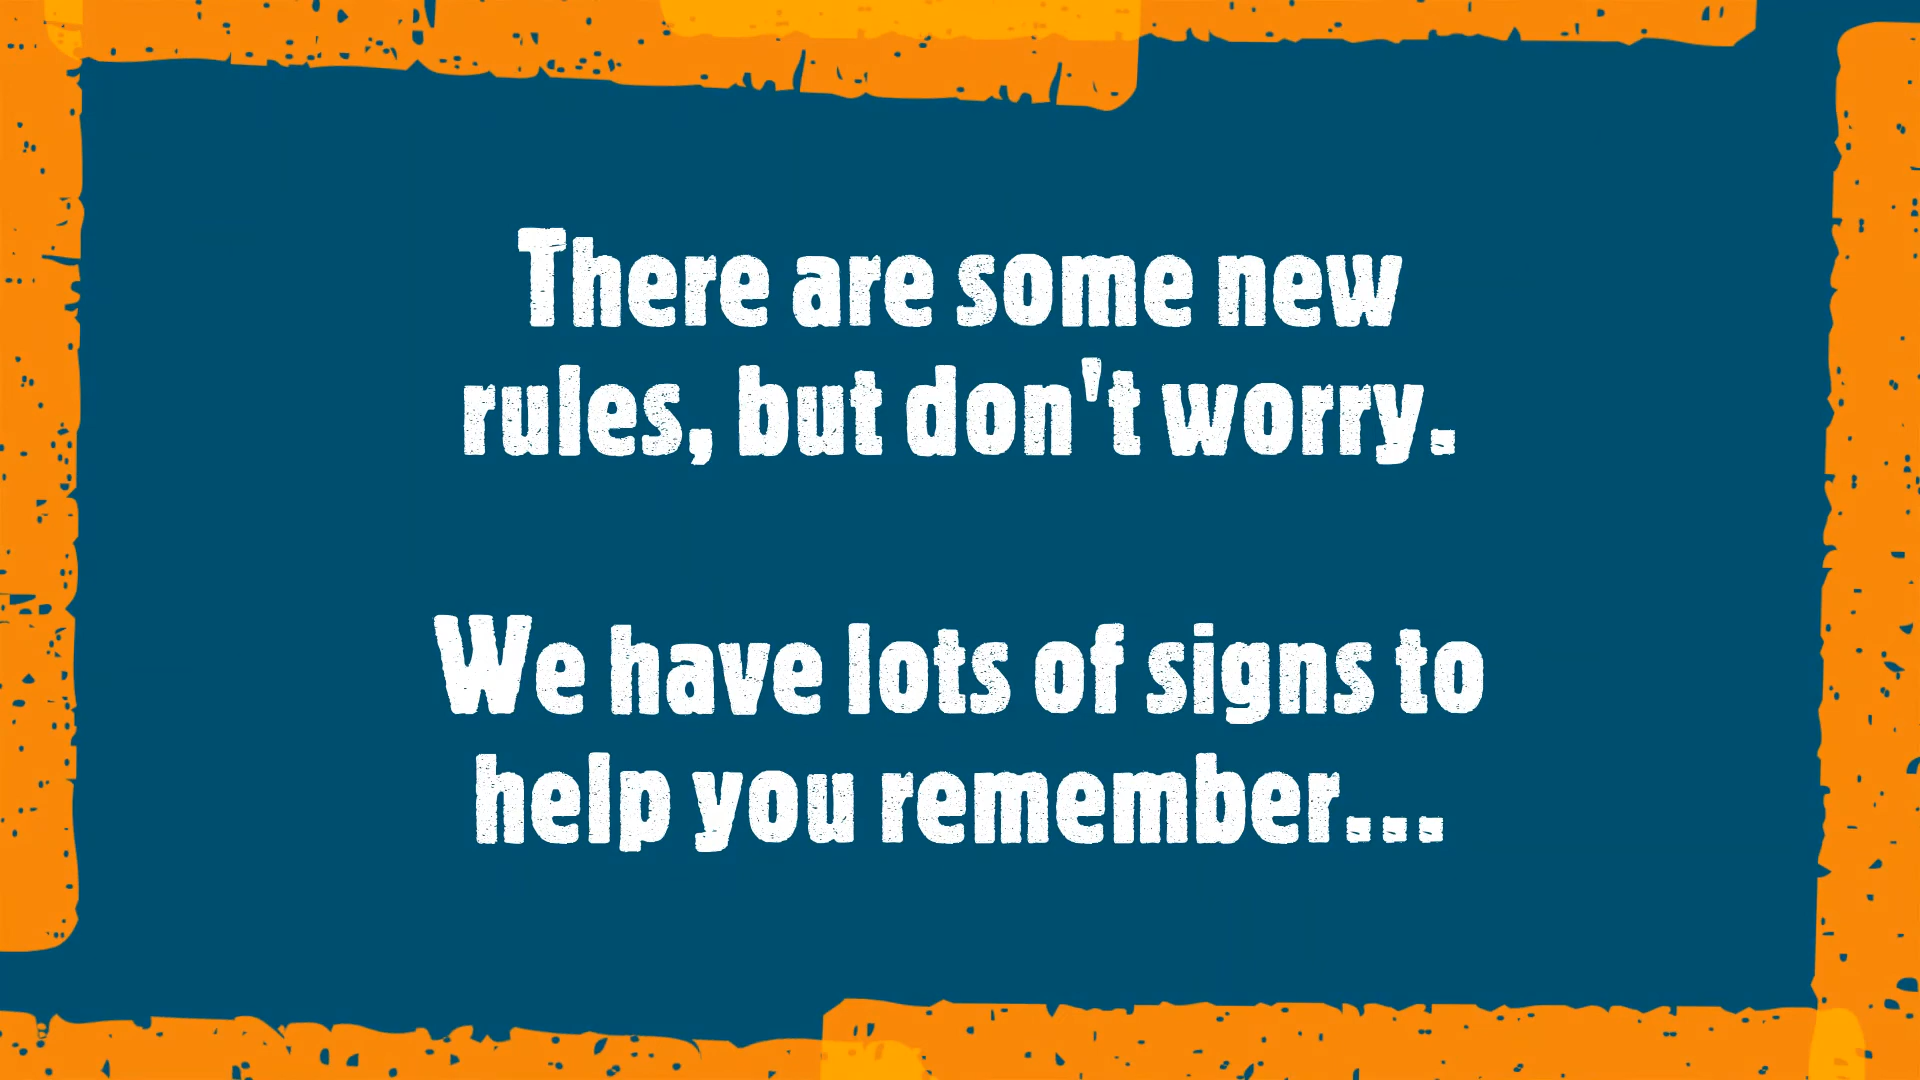 There are some new
rules, but don't worry.
We have lots of signs to
help you remember...